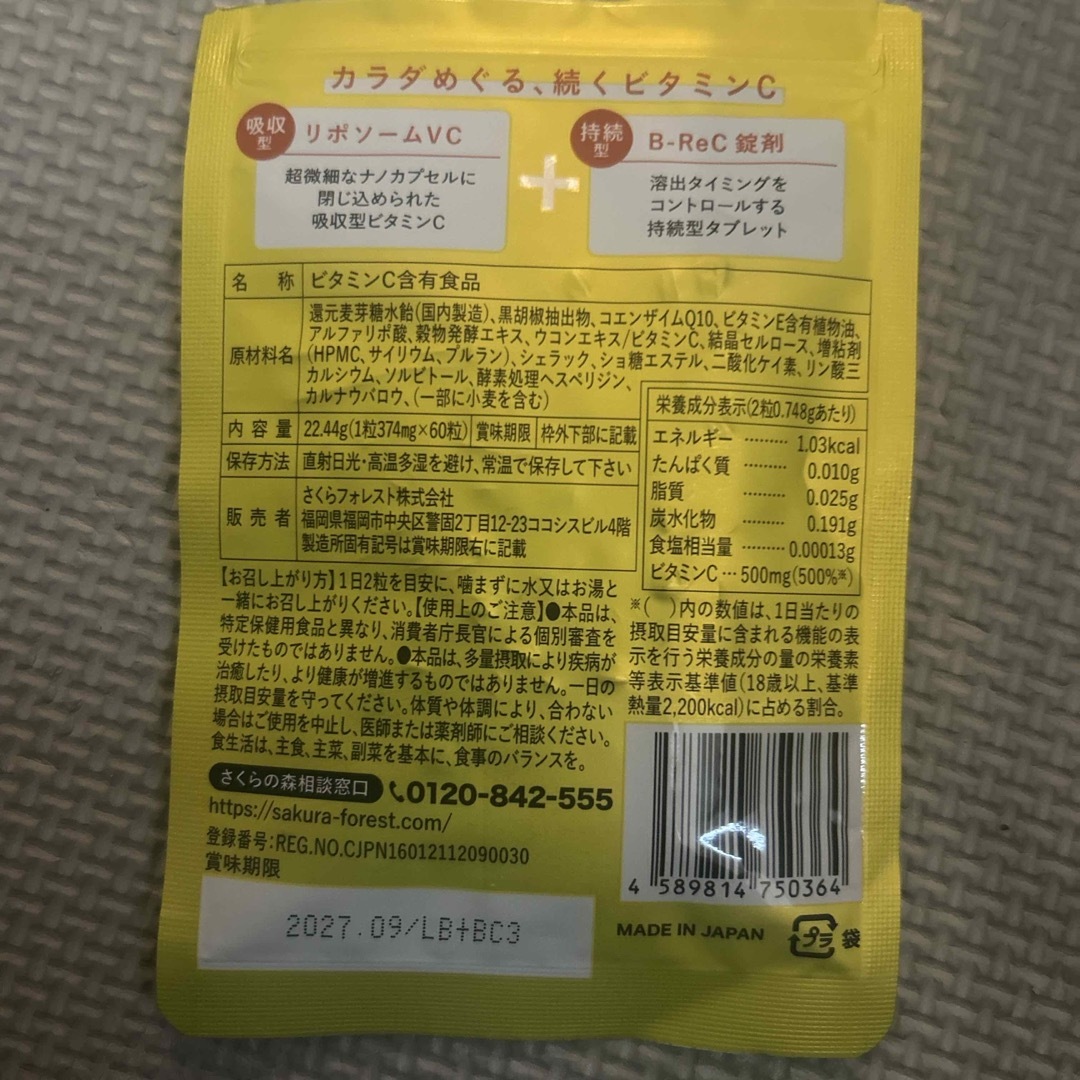 カラダめぐる、続くビタミンC
吸収型
リポソームVC
超微細なナノカプセルに
閉じ込められた
吸収型ビタミンC
+
持続型
B-ReC 錠剤
溶出タイミングを
コントロールする
持続型タブレット
名 称 ビタミンC含有食品
原材料名
還元麦芽糖水飴(国内製造)、黒胡椒抽出物、コエンザイムQ10、ビタミンE含有植物油、
アルファリポ酸、穀物発酵エキス、ウコンエキス/ビタミンC、結晶セルロース、増粘剤
(HPMC、サイリウム、プルラン)、シェラック、ショ糖エステル、二酸化ケイ素、リン酸三
カルシウム、ソルビトール、酵素処理ヘスペリジン、
カルナウバロウ、(一部に小麦を含む)
内容量 22.44g(1粒374mg×60粒) 賞味期限 枠外下部に記載
保存方法 直射日光・高温多湿を避け、常温で保存して下さい
販売者
さくらフォレスト株式会社
福岡県福岡市中央区警固2丁目12-23ココシスビル4階
製造所固有記号は賞味期限右に記載
栄養成分表示(2粒0.748gあたり)
エネルギー ……… 1.03kcal
たんぱく質 ……… 0.010g
脂質 ……… 0.025g
炭水化物 ……… 0.191g
食塩相当量 ……… 0.00013g
ビタミンC … 500mg(500%※)
【お召し上がり方】1日2粒を目安に、噛まずに水又はお湯と
一緒にお召し上がりください。【使用上のご注意】●本品は、
特定保健用食品と異なり、消費者庁長官による個別審査を
受けたものではありません。●本品は、多量摂取により疾病が
治癒したり、より健康が増進するものではありません。一日の
摂取目安量を守ってください。体質や体調により、合わない
場合はご使用を中止し、医師または薬剤師にご相談ください。
食生活は、主食、主菜、副菜を基本に、食事のバランスを。
※( )内の数値は、1日当たりの
摂取目安量に含まれる機能の表
示を行う栄養成分の量の栄養素
等表示基準値(18歳以上、基準
熱量2,200kcal)に占める割合。
さくらの森相談窓口 0120-842-555
https://sakura-forest.com/
登録番号:REG.NO.CJPN16012112090030
賞味期限
2027.09/LB+BC3
4 589814 750364
MADE IN JAPAN
プラ 袋